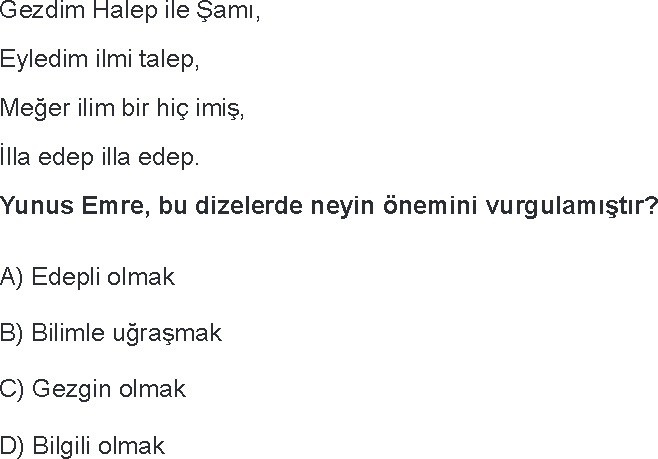 Gezdim Halep ile Şamı,
Eyledim ilmi talep,
Meğer ilim bir hiç imiş,
İlla edep illa edep.
Yunus Emre, bu dizelerde neyin önemini vurgulamıştır?
A) Edepli olmak
B) Bilimle uğraşmak
C) Gezgin olmak
D) Bilgili olmak